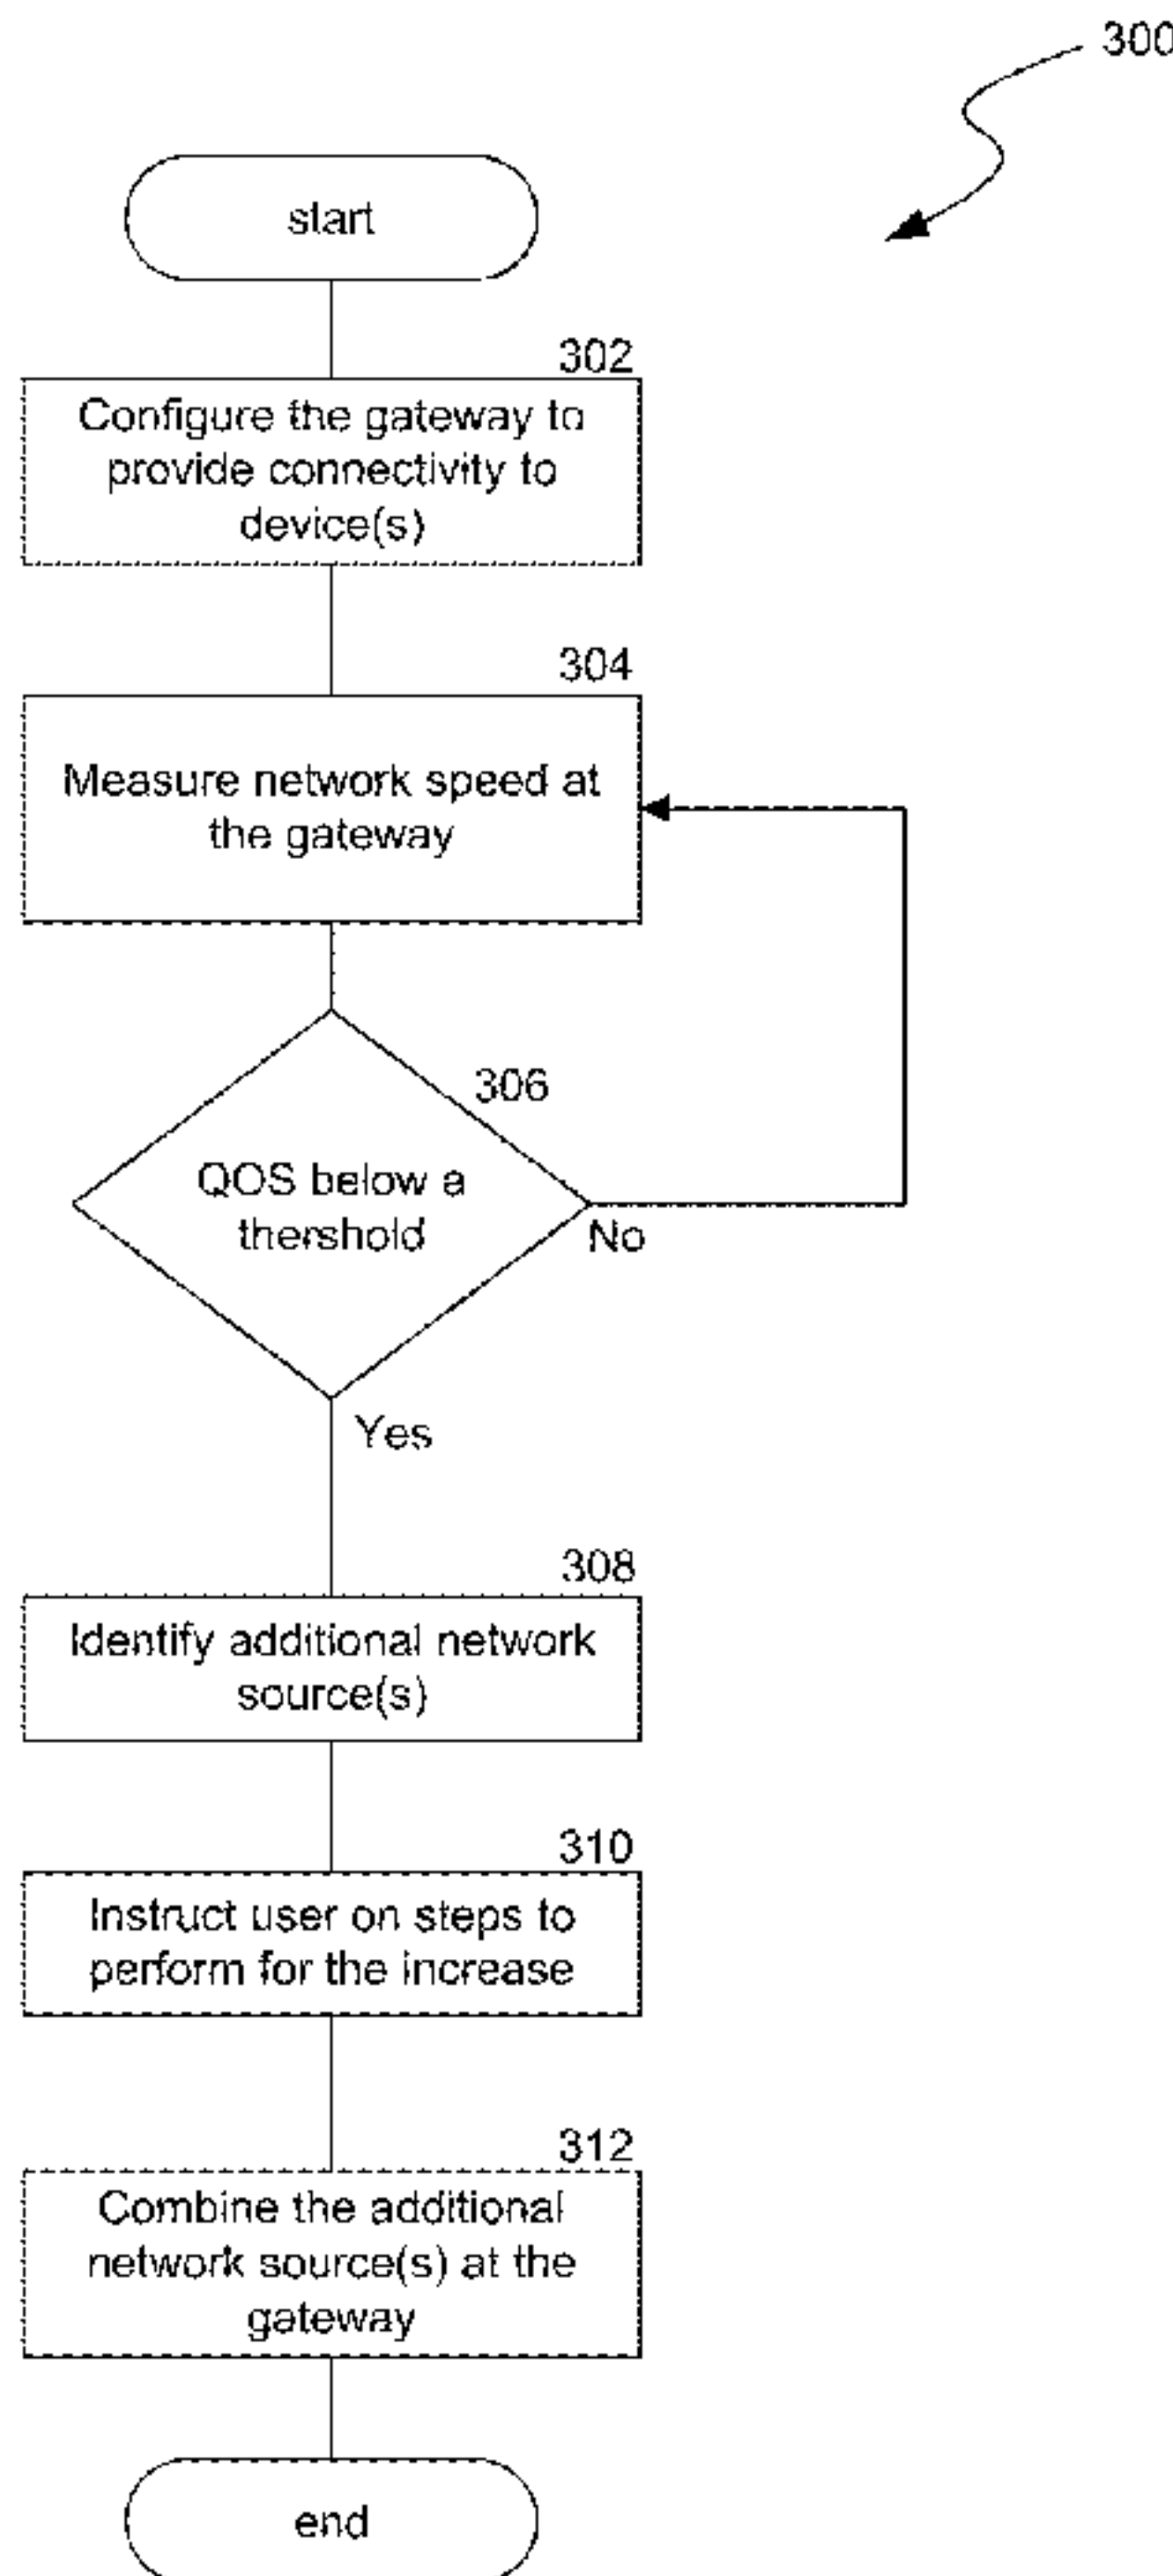 300
start
302
Configure the gateway to
provide connectivity to
device(s)
304
Measure network speed at
the gateway
306
QOS below a
thershold
No
Yes
308
Identify additional network
source(s)
310
Instruct user on steps to
perform for the increase
312
Combine the additional
network source(s) at the
gateway
end